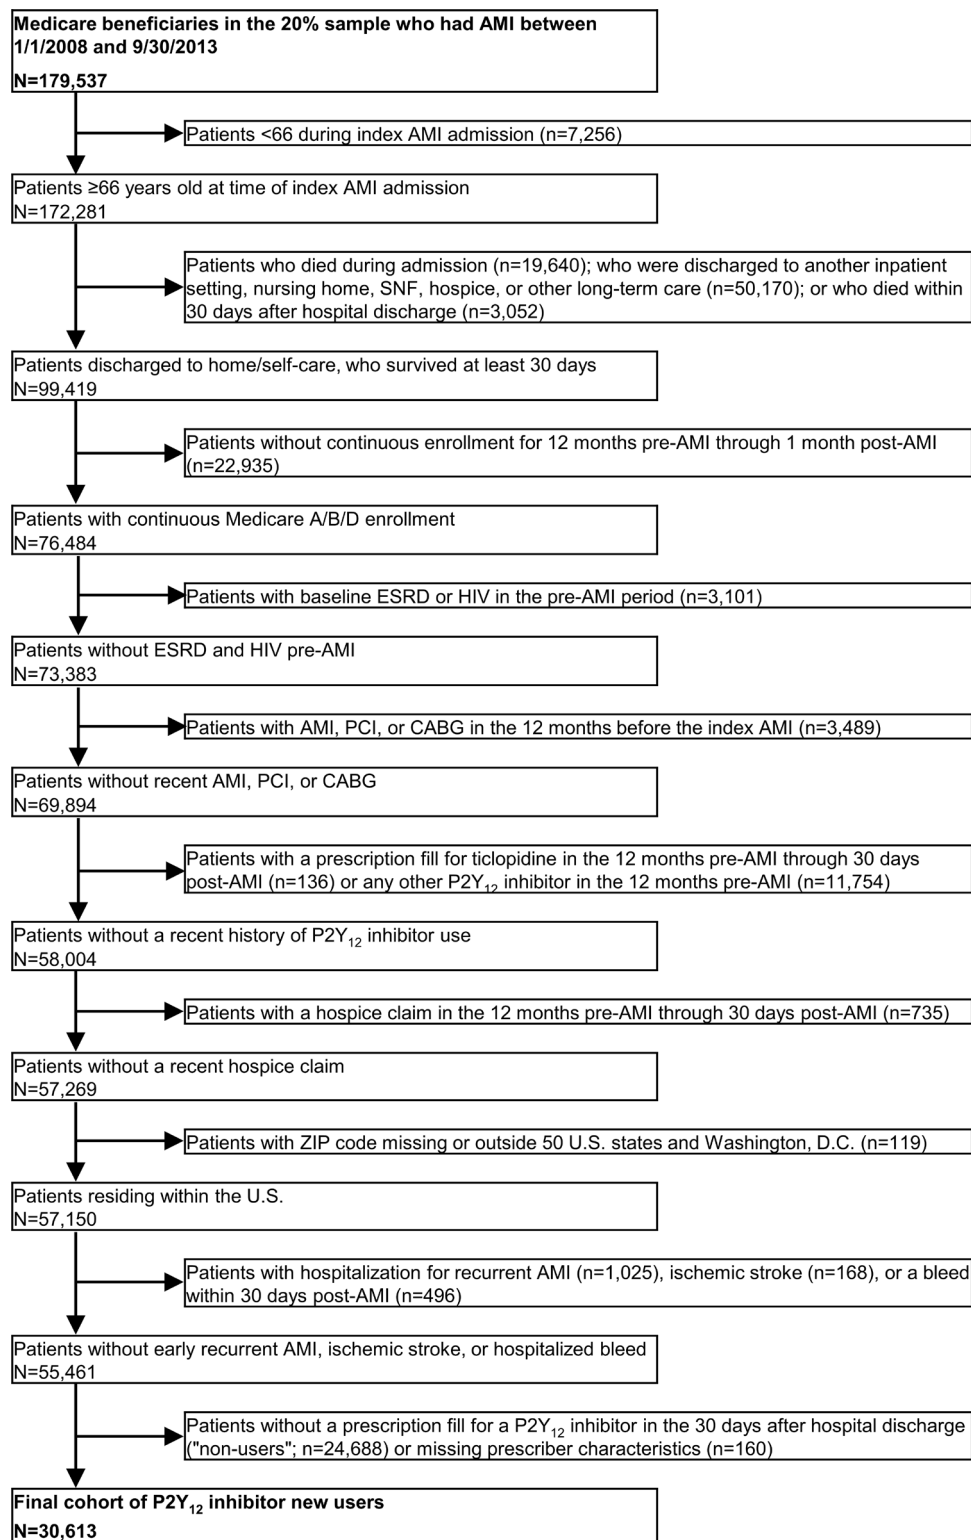 Medicare beneficiaries in the 20% sample who had AMI between
1/1/2008 and 9/30/2013
N=179,537
Patients <66 during index AMI admission (n=7,256)
Patients ≥66 years old at time of index AMI admission
N=172,281
Patients who died during admission (n=19,640); who were discharged to another inpatient
setting, nursing home, SNF, hospice, or other long-term care (n=50,170); or who died within
30 days after hospital discharge (n=3,052)
Patients discharged to home/self-care, who survived at least 30 days
N=99,419
Patients without continuous enrollment for 12 months pre-AMI through 1 month post-AMI
(n=22,935)
Patients with continuous Medicare A/B/D enrollment
N=76,484
Patients with baseline ESRD or HIV in the pre-AMI period (n=3,101)
Patients without ESRD and HIV pre-AMI
N=73,383
Patients with AMI, PCI, or CABG in the 12 months before the index AMI (n=3,489)
Patients without recent AMI, PCI, or CABG
N=69,894
Patients with a prescription fill for ticlopidine in the 12 months pre-AMI through 30 days
post-AMI (n=136) or any other P2Y₁₂ inhibitor in the 12 months pre-AMI (n=11,754)
Patients without a recent history of P2Y₁₂ inhibitor use
N=58,004
Patients with a hospice claim in the 12 months pre-AMI through 30 days post-AMI (n=735)
Patients without a recent hospice claim
N=57,269
Patients with ZIP code missing or outside 50 U.S. states and Washington, D.C. (n=119)
Patients residing within the U.S.
N=57,150
Patients with hospitalization for recurrent AMI (n=1,025), ischemic stroke (n=168), or a bleed
within 30 days post-AMI (n=496)
Patients without early recurrent AMI, ischemic stroke, or hospitalized bleed
N=55,461
Patients without a prescription fill for a P2Y₁₂ inhibitor in the 30 days after hospital discharge
("non-users"; n=24,688) or missing prescriber characteristics (n=160)
Final cohort of P2Y₁₂ inhibitor new users
N=30,613